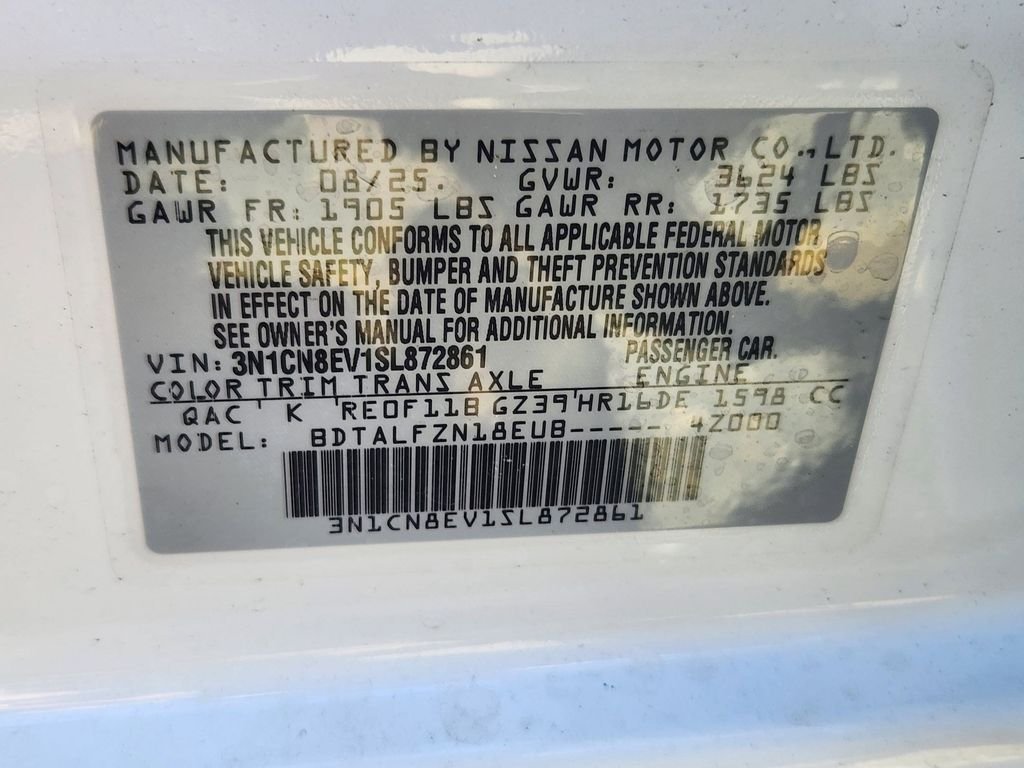 MANUFACTURED BY NISSAN MOTOR CO.,LTD.
DATE: 08/25. GVWR: 3624 LBS
GAWR FR: 1905 LBS GAWR RR: 1735 LBS
THIS VEHICLE CONFORMS TO ALL APPLICABLE FEDERAL MOTOR
VEHICLE SAFETY, BUMPER AND THEFT PREVENTION STANDARDS
IN EFFECT ON THE DATE OF MANUFACTURE SHOWN ABOVE.
SEE OWNER'S MANUAL FOR ADDITIONAL INFORMATION.
VIN: 3N1CN8EV1SL872861 PASSENGER CAR.
COLOR TRIM TRANS AXLE ENGINE
QAC K RE0F11B GZ39 HR16DE 1598 CC
MODEL: BDTALFZN18EUB----- 4Z000
3N1CN8EV1SL872861